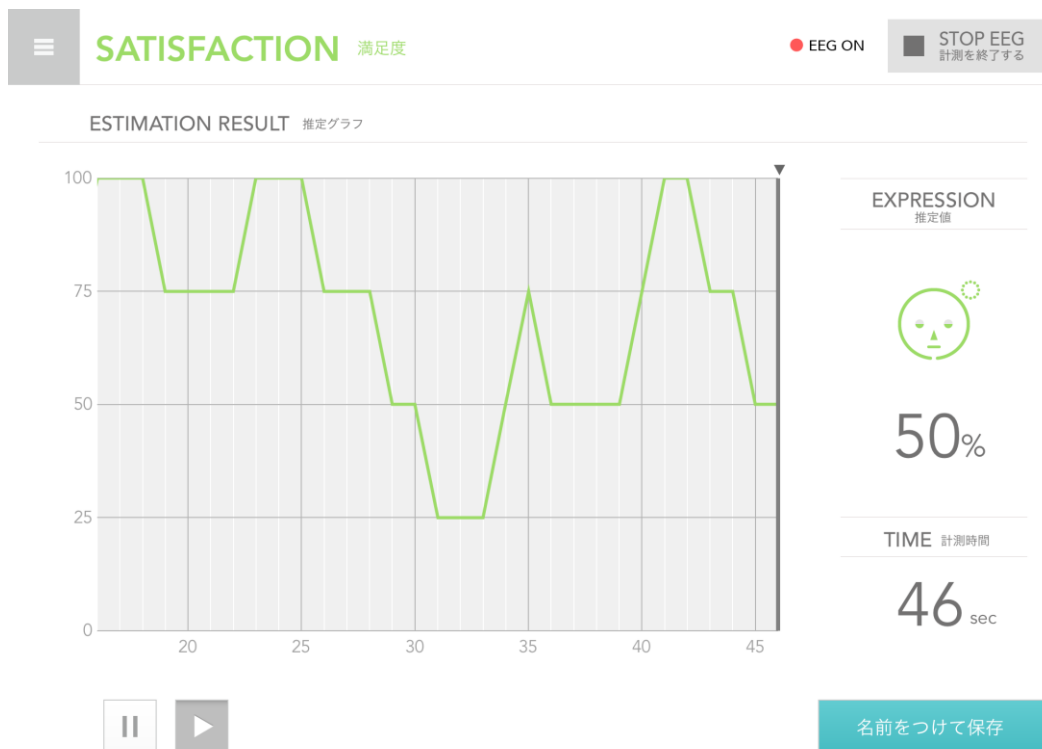 SATISFACTION 満足度
EEG ON
STOP EEG
計測を終了する
ESTIMATION RESULT 推定グラフ
100
75
50
25
0
20 25 30 35 40 45
EXPRESSION
推定値
50%
TIME 計測時間
46 sec
名前をつけて保存